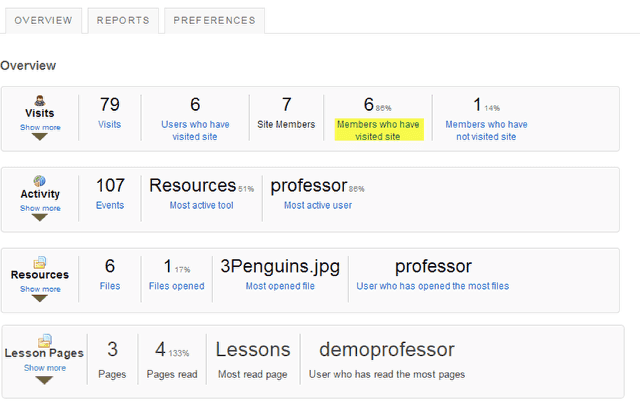 OVERVIEW REPORTS PREFERENCES
Overview
Visits
Show more
79
Visits
6
Users who have
visited site
7
Site Members
6 86%
Members who have
visited site
1 14%
Members who have
not visited site
Activity
Show more
107
Events
Resources 51%
Most active tool
professor 86%
Most active user
Resources
Show more
6
Files
1 17%
Files opened
3Penguins.jpg
Most opened file
professor
User who has opened the most files
Lesson Pages
Show more
3
Pages
4 133%
Pages read
Lessons
Most read page
demoprofessor
User who has read the most pages